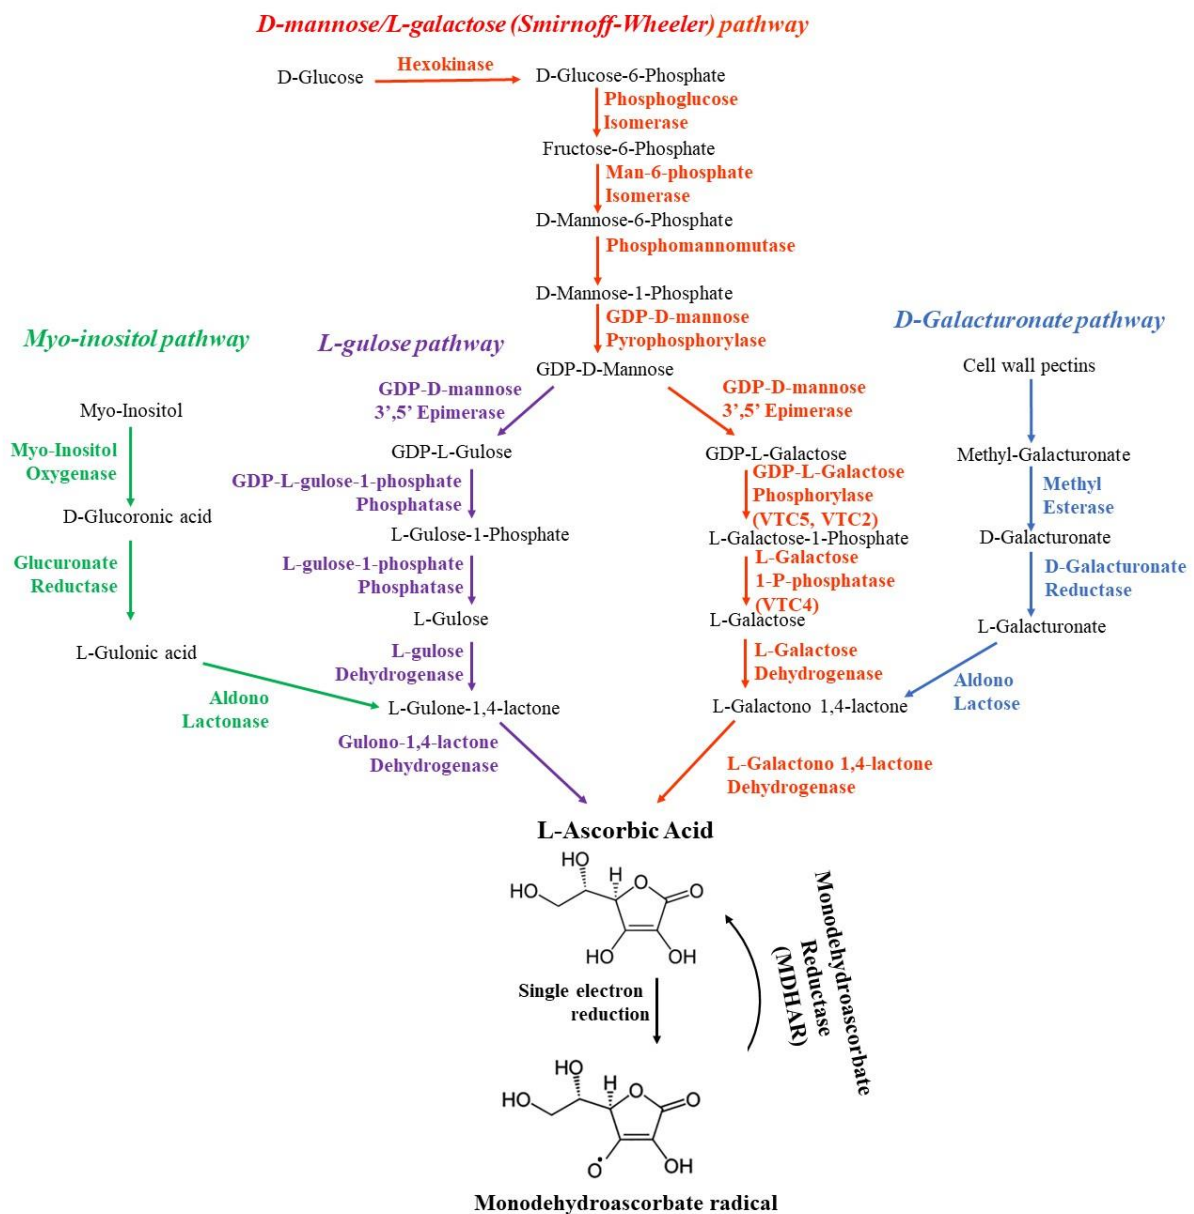 D-mannose/L-galactose (Smirnoff-Wheeler) pathway
D-Glucose
Hexokinase
D-Glucose-6-Phosphate
Phosphoglucose
Isomerase
Fructose-6-Phosphate
Man-6-phosphate
Isomerase
D-Mannose-6-Phosphate
Phosphomannomutase
D-Mannose-1-Phosphate
GDP-D-mannose
Pyrophosphorylase
GDP-D-Mannose
Myo-inositol pathway
Myo-Inositol
Myo-Inositol
Oxygenase
D-Glucoronic acid
Glucuronate
Reductase
L-Gulonic acid
Aldono
Lactonase
L-gulose pathway
GDP-D-mannose
3’,5’ Epimerase
GDP-L-Gulose
GDP-L-gulose-1-phosphate
Phosphatase
L-Gulose-1-Phosphate
L-gulose-1-phosphate
Phosphatase
L-Gulose
L-gulose
Dehydrogenase
L-Gulone-1,4-lactone
Gulono-1,4-lactone
Dehydrogenase
GDP-D-mannose
3’,5’ Epimerase
GDP-L-Galactose
GDP-L-Galactose
Phosphorylase
(VTC5, VTC2)
L-Galactose-1-Phosphate
L-Galactose
1-P-phosphatase
(VTC4)
L-Galactose
L-Galactose
Dehydrogenase
L-Galactono 1,4-lactone
L-Galactono 1,4-lactone
Dehydrogenase
D-Galacturonate pathway
Cell wall pectins
Methyl-Galacturonate
Methyl
Esterase
D-Galacturonate
D-Galacturonate
Reductase
L-Galacturonate
Aldono
Lactose
L-Ascorbic Acid
HO
H
O
O
HO
HO
OH
Single electron
reduction
Monodehydroascorbate
Reductase
(MDHAR)
HO
H
O
O
HO
O
OH
Monodehydroascorbate radical